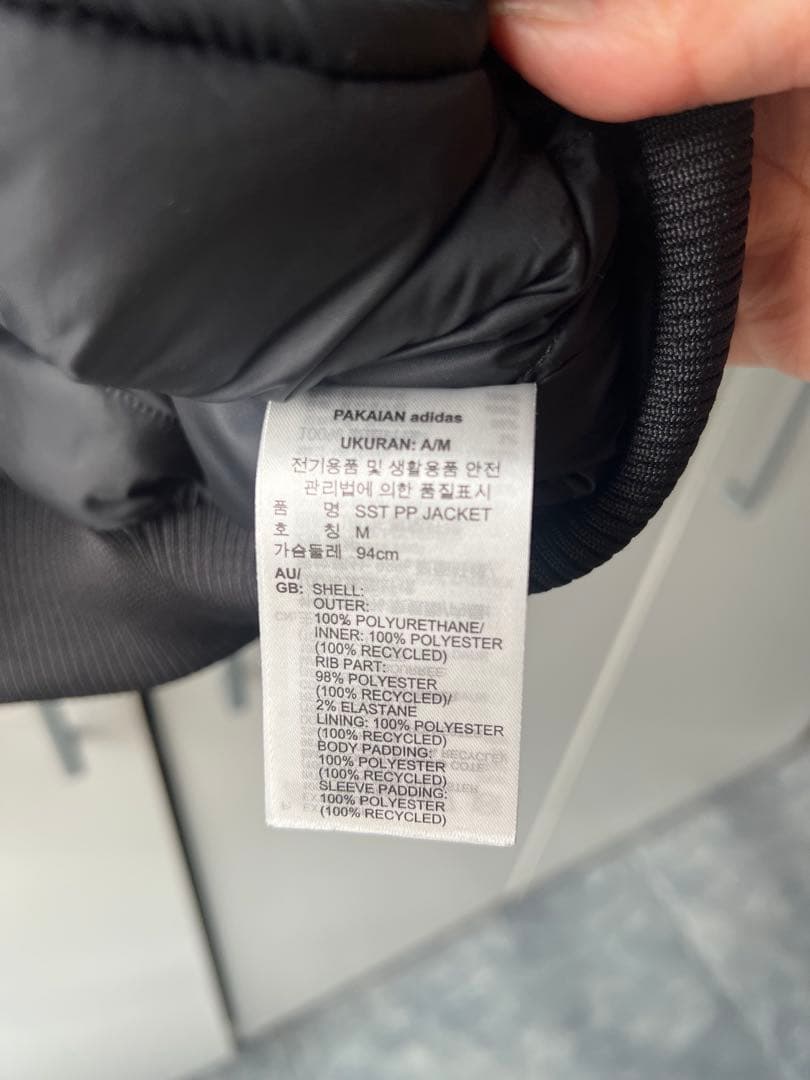 PAKAIAN adidas
UKURAN: A/M
전기용품 및 생활용품 안전
관리법에 의한 품질표시
품 명 SST PP JACKET
호 칭 M
가슴둘레 94cm
AU/
GB: SHELL:
OUTER:
100% POLYURETHANE/
INNER: 100% POLYESTER
(100% RECYCLED)
RIB PART:
98% POLYESTER
(100% RECYCLED)/
2% ELASTANE
LINING: 100% POLYESTER
(100% RECYCLED)
BODY PADDING:
100% POLYESTER
(100% RECYCLED)
SLEEVE PADDING:
100% POLYESTER
(100% RECYCLED)